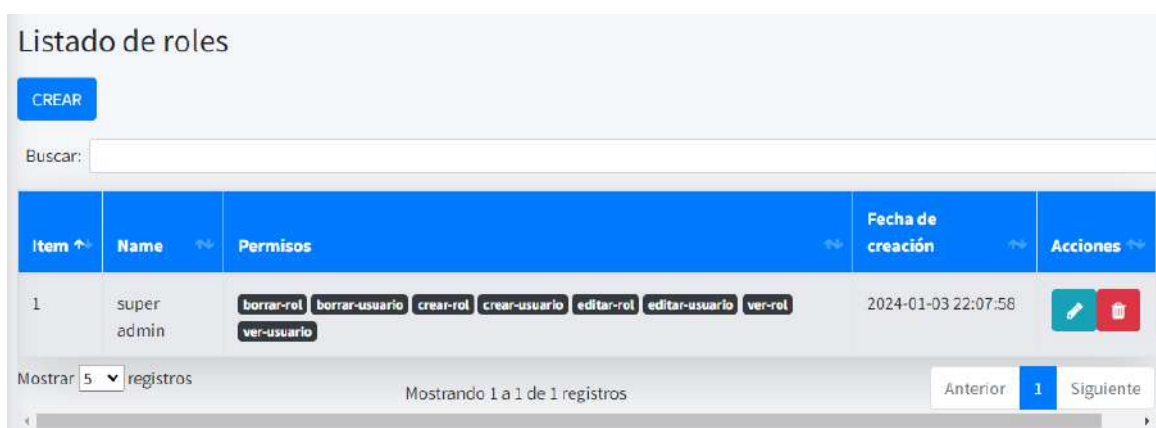 Listado de roles
CREAR
Buscar:
Item Name Permisos Fecha de
creación Acciones
1 super
admin borrar-rol borrar-usuario crear-rol crear-usuario editar-rol editar-usuario ver-rol
ver-usuario 2024-01-03 22:07:58
Mostrar 5 registros
Mostrando 1 a 1 de 1 registros
Anterior 1 Siguiente